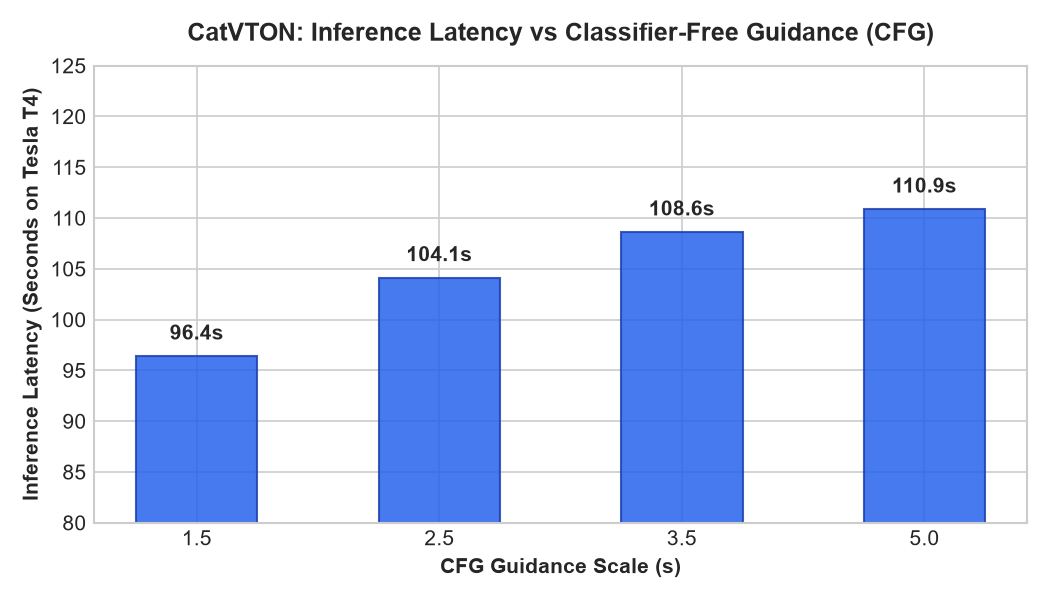 CatVTON: Inference Latency vs Classifier-Free Guidance (CFG)
Inference Latency (Seconds on Tesla T4)
125
120
115
110
105
100
95
90
85
80
96.4s
104.1s
108.6s
110.9s
1.5
2.5
3.5
5.0
CFG Guidance Scale (s)